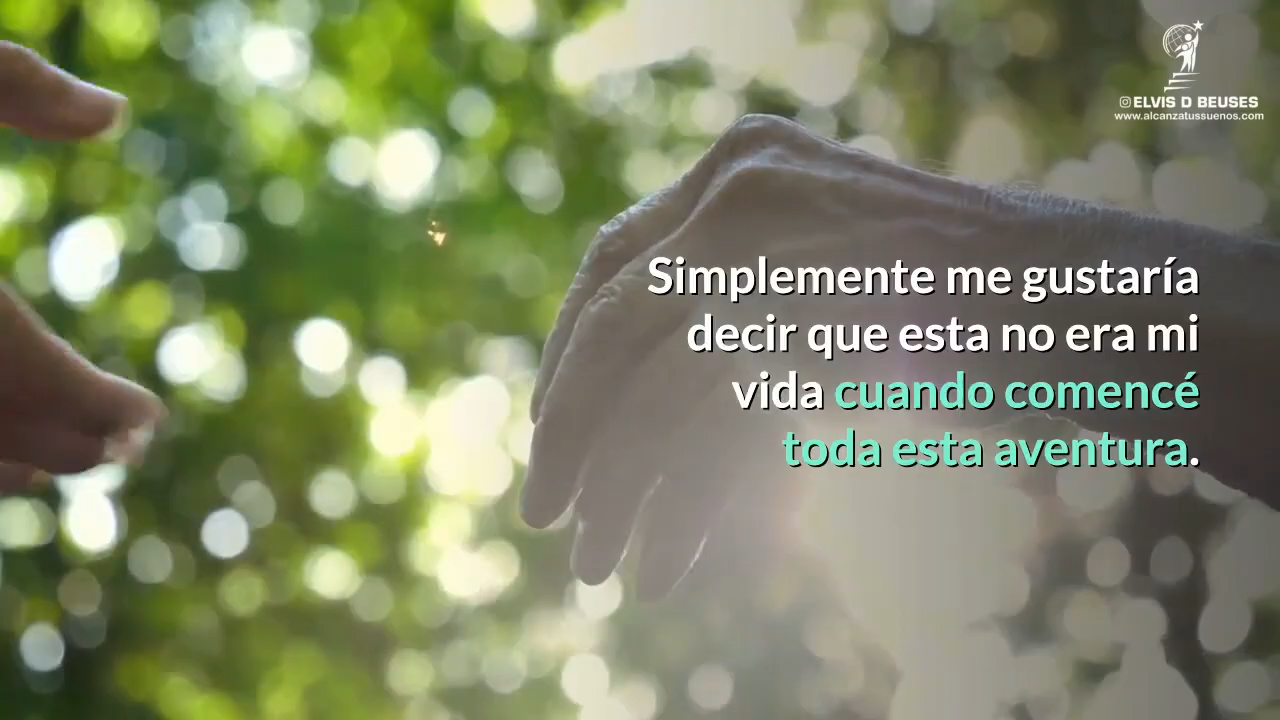 ELVIS D BEUSES
www.alcanzatussuenos.com
Simplemente me gustaría
decir que esta no era mi
vida cuando comencé
toda esta aventura.